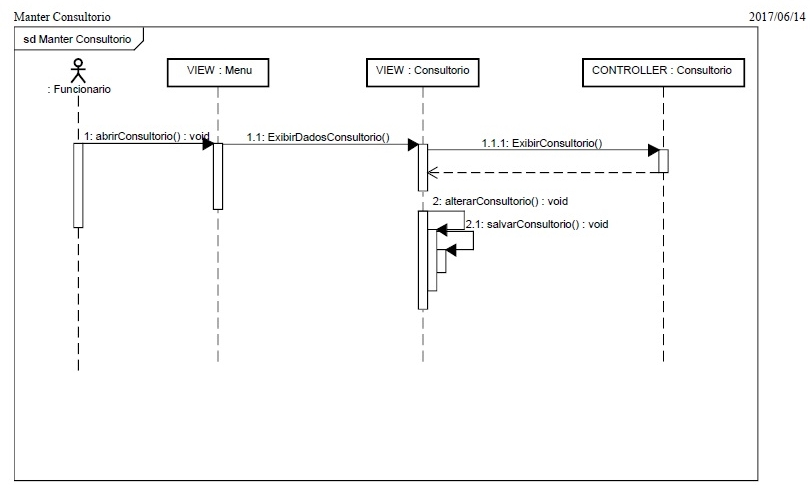 Manter Consultorio
2017/06/14
sd Manter Consultorio
: Funcionario
VIEW : Menu
VIEW : Consultorio
CONTROLLER : Consultorio
1: abrirConsultorio() : void
1.1: ExibirDadosConsultorio()
1.1.1: ExibirConsultorio()
2: alterarConsultorio() : void
2.1: salvarConsultorio() : void